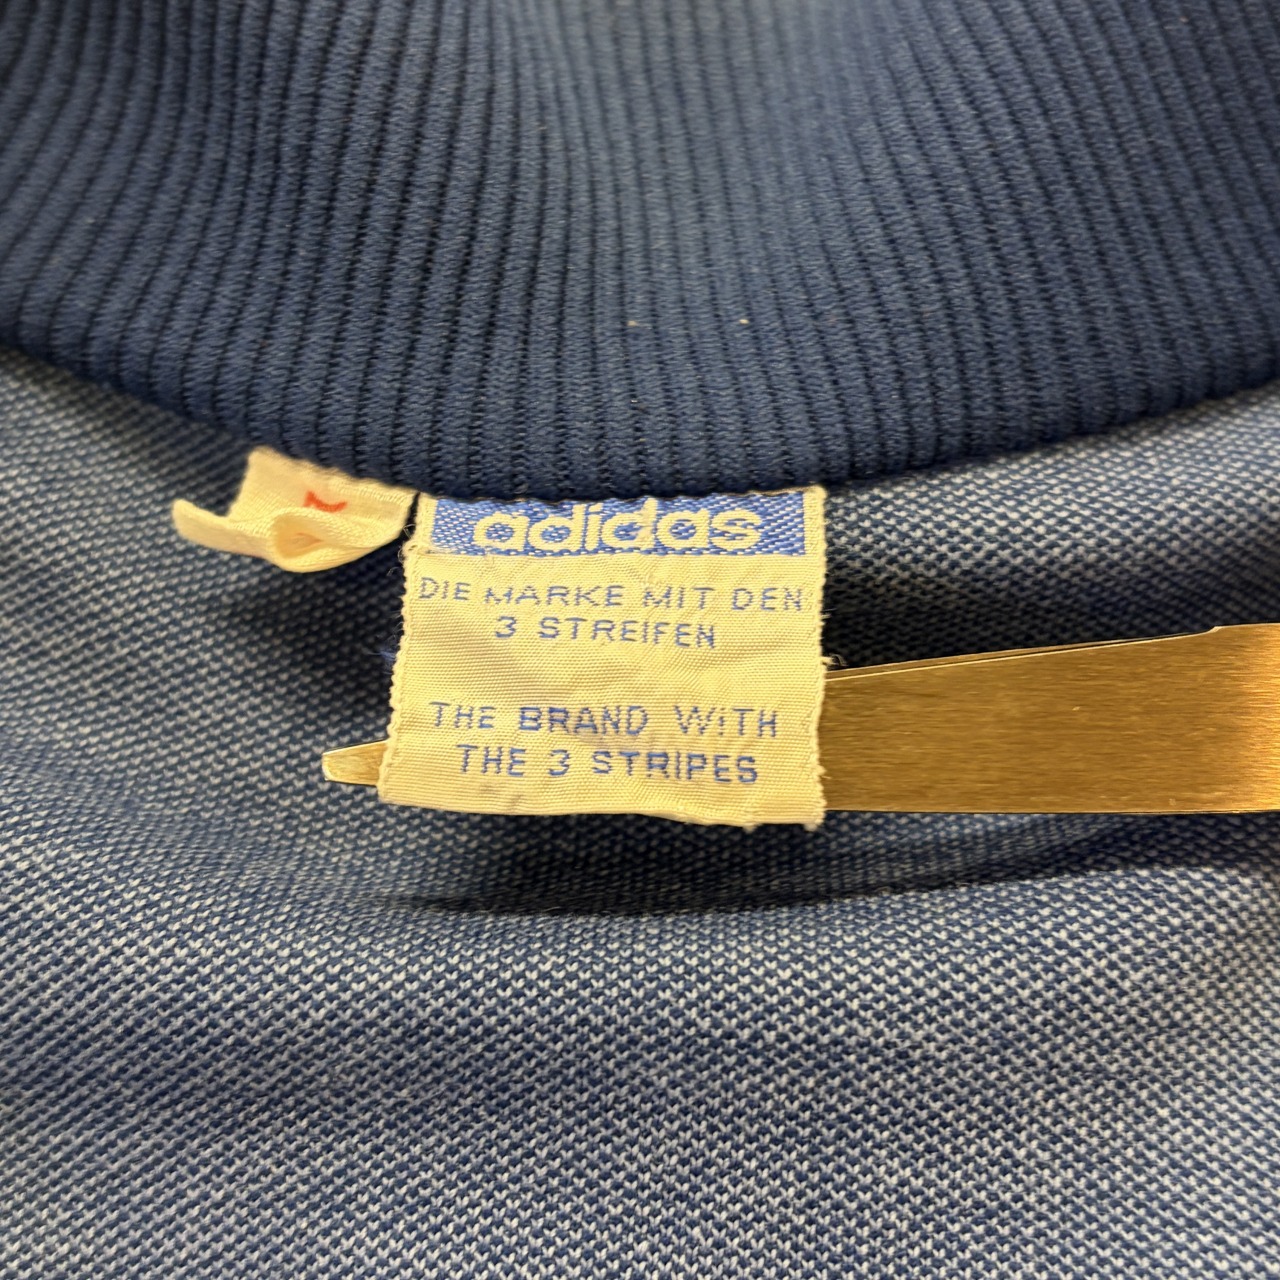 adidas
DIE MARKE MIT DEN
3 STREIFEN
THE BRAND WITH
THE 3 STRIPES